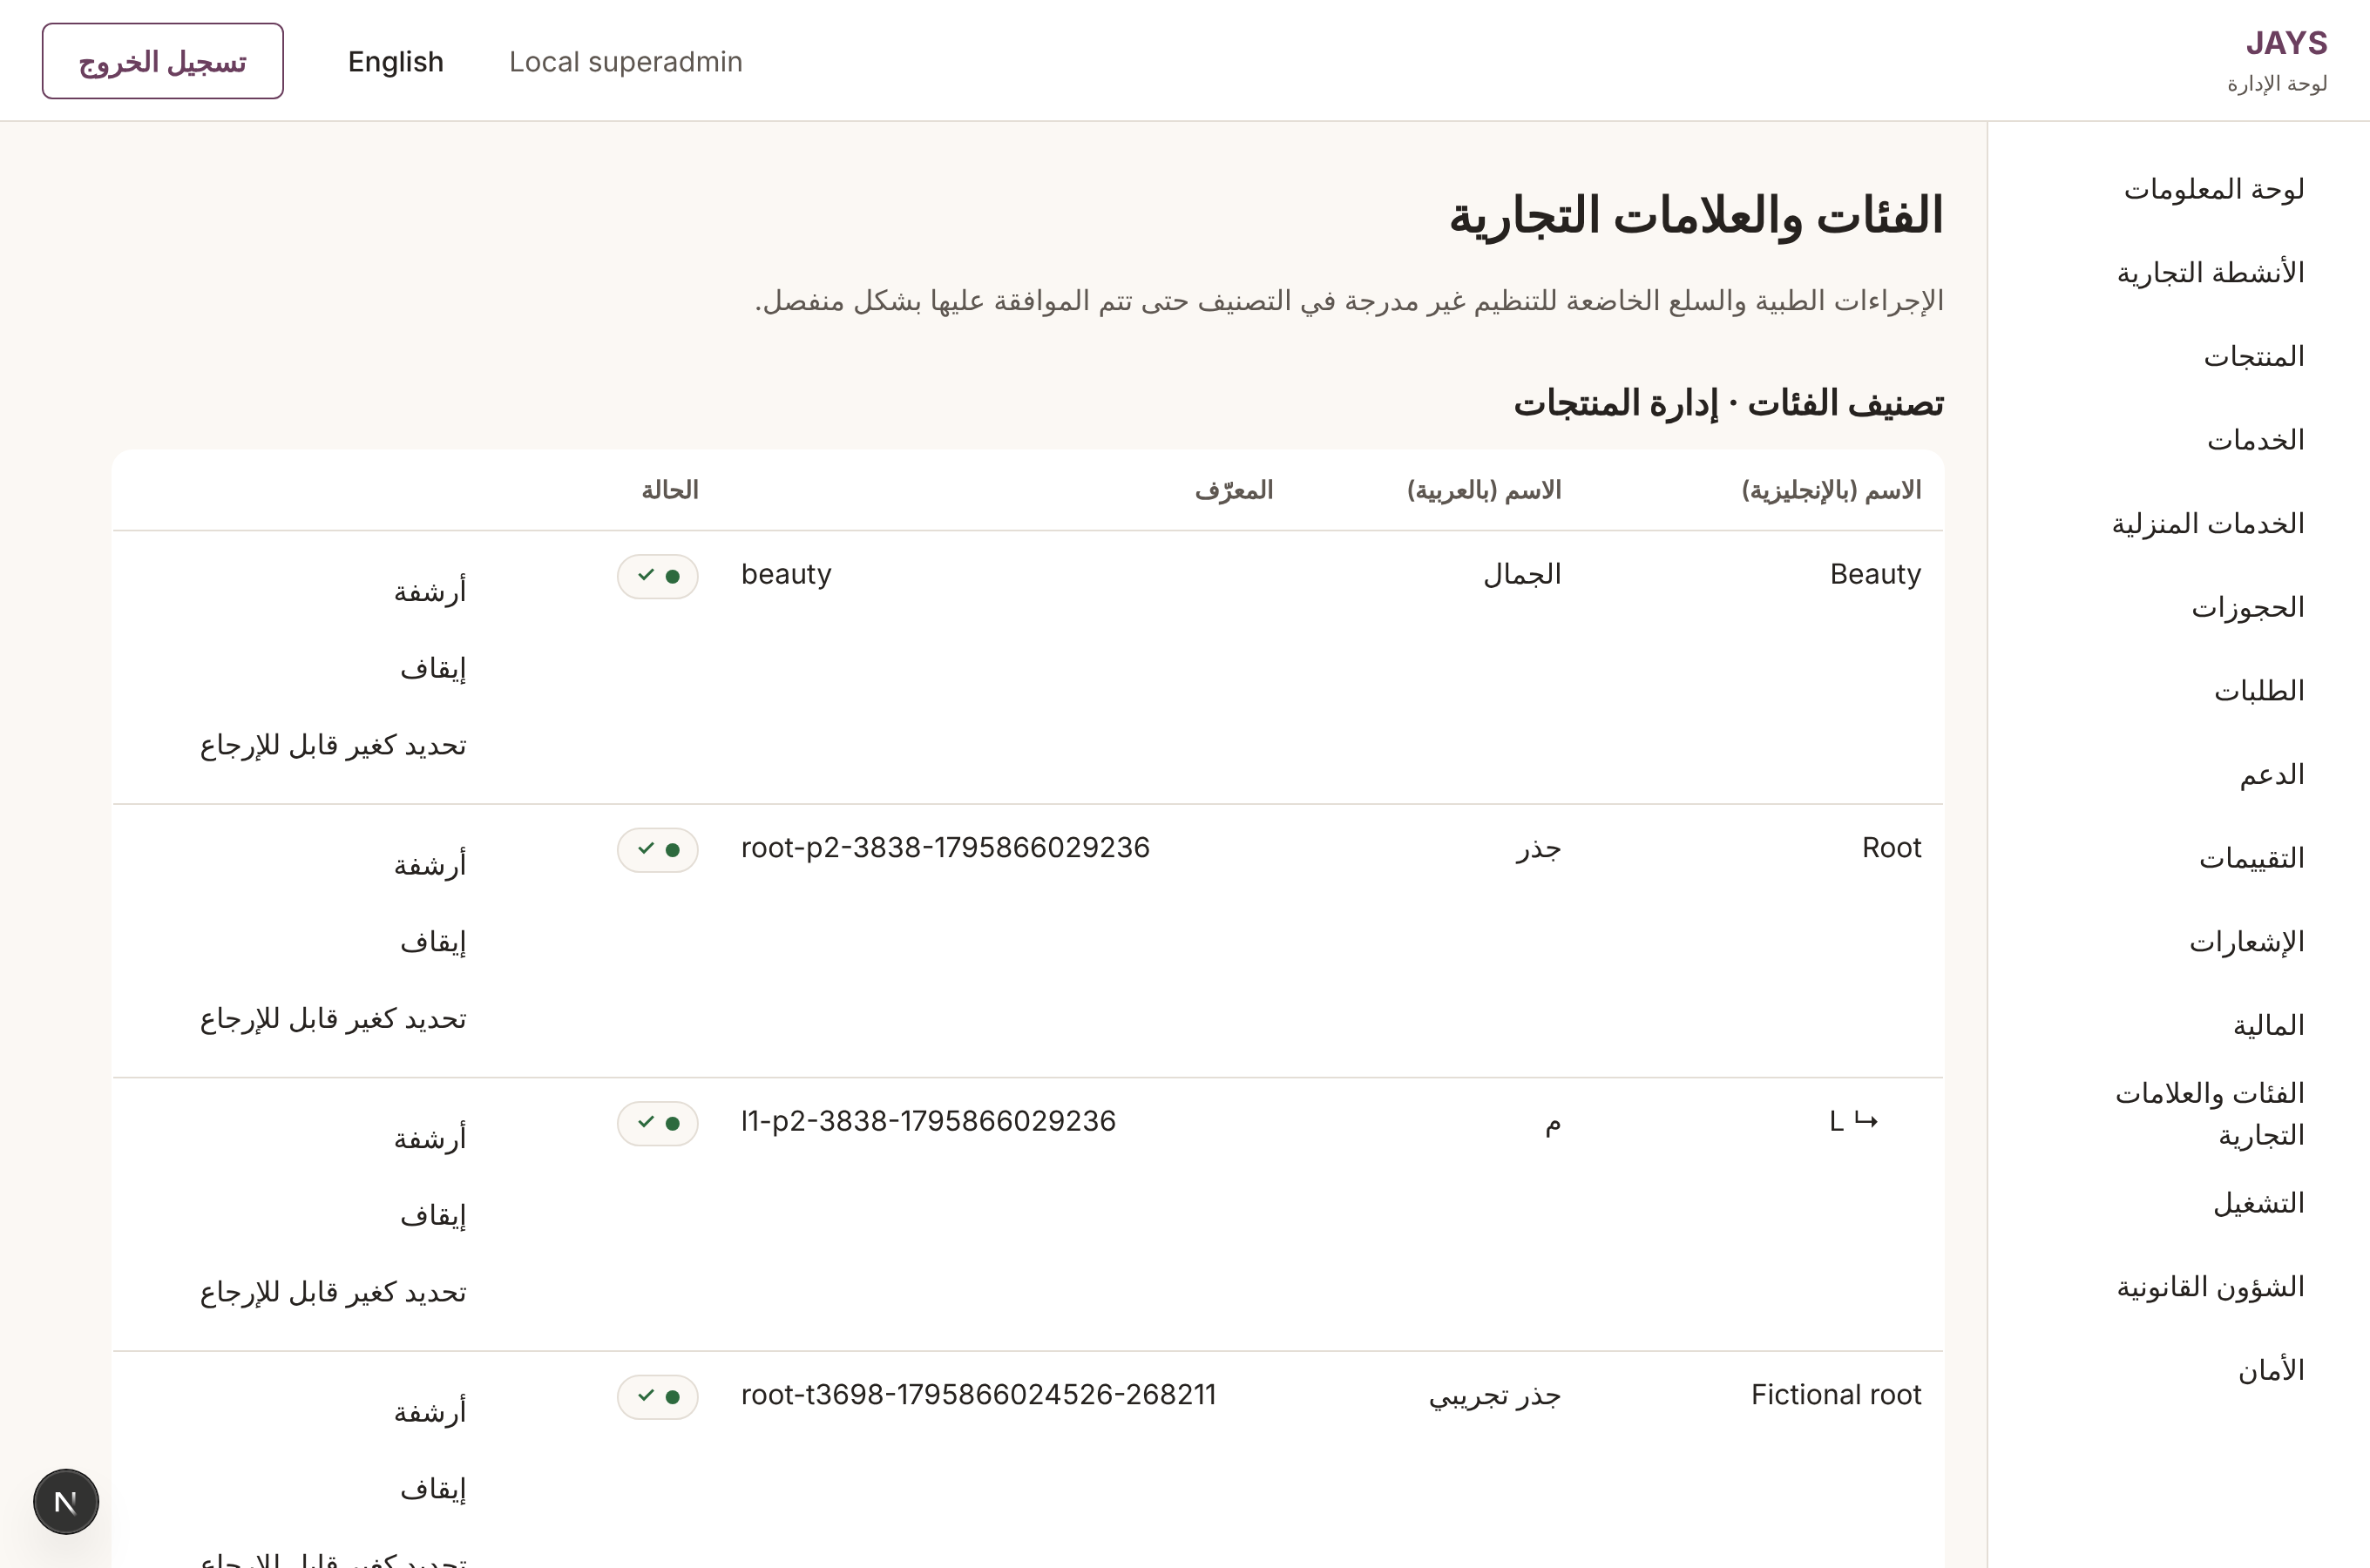 JAYS
لوحة الإدارة
Local superadmin
English
تسجيل الخروج
لوحة المعلومات
الأنشطة التجارية
المنتجات
الخدمات
الخدمات المنزلية
الحجوزات
الطلبات
الدعم
التقييمات
الإشعارات
المالية
الفئات والعلامات
التجارية
التشغيل
الشؤون القانونية
الأمان
الفئات والعلامات التجارية
الإجراءات الطبية والسلع الخاضعة للتنظيم غير مدرجة في التصنيف حتى تتم الموافقة عليها بشكل منفصل.
تصنيف الفئات · إدارة المنتجات
الاسم (بالإنجليزية) الاسم (بالعربية) المعرّف الحالة
Beauty الجمال beauty ● ✓ أرشفة
إيقاف
تحديد كغير قابل للإرجاع
Root جذر root-p2-3838-1795866029236 ● ✓ أرشفة
إيقاف
تحديد كغير قابل للإرجاع
↳ L م l1-p2-3838-1795866029236 ● ✓ أرشفة
إيقاف
تحديد كغير قابل للإرجاع
Fictional root جذر تجريبي root-t3698-1795866024526-268211 ● ✓ أرشفة
إيقاف
تحديد كغير قابل للإرجاع
N